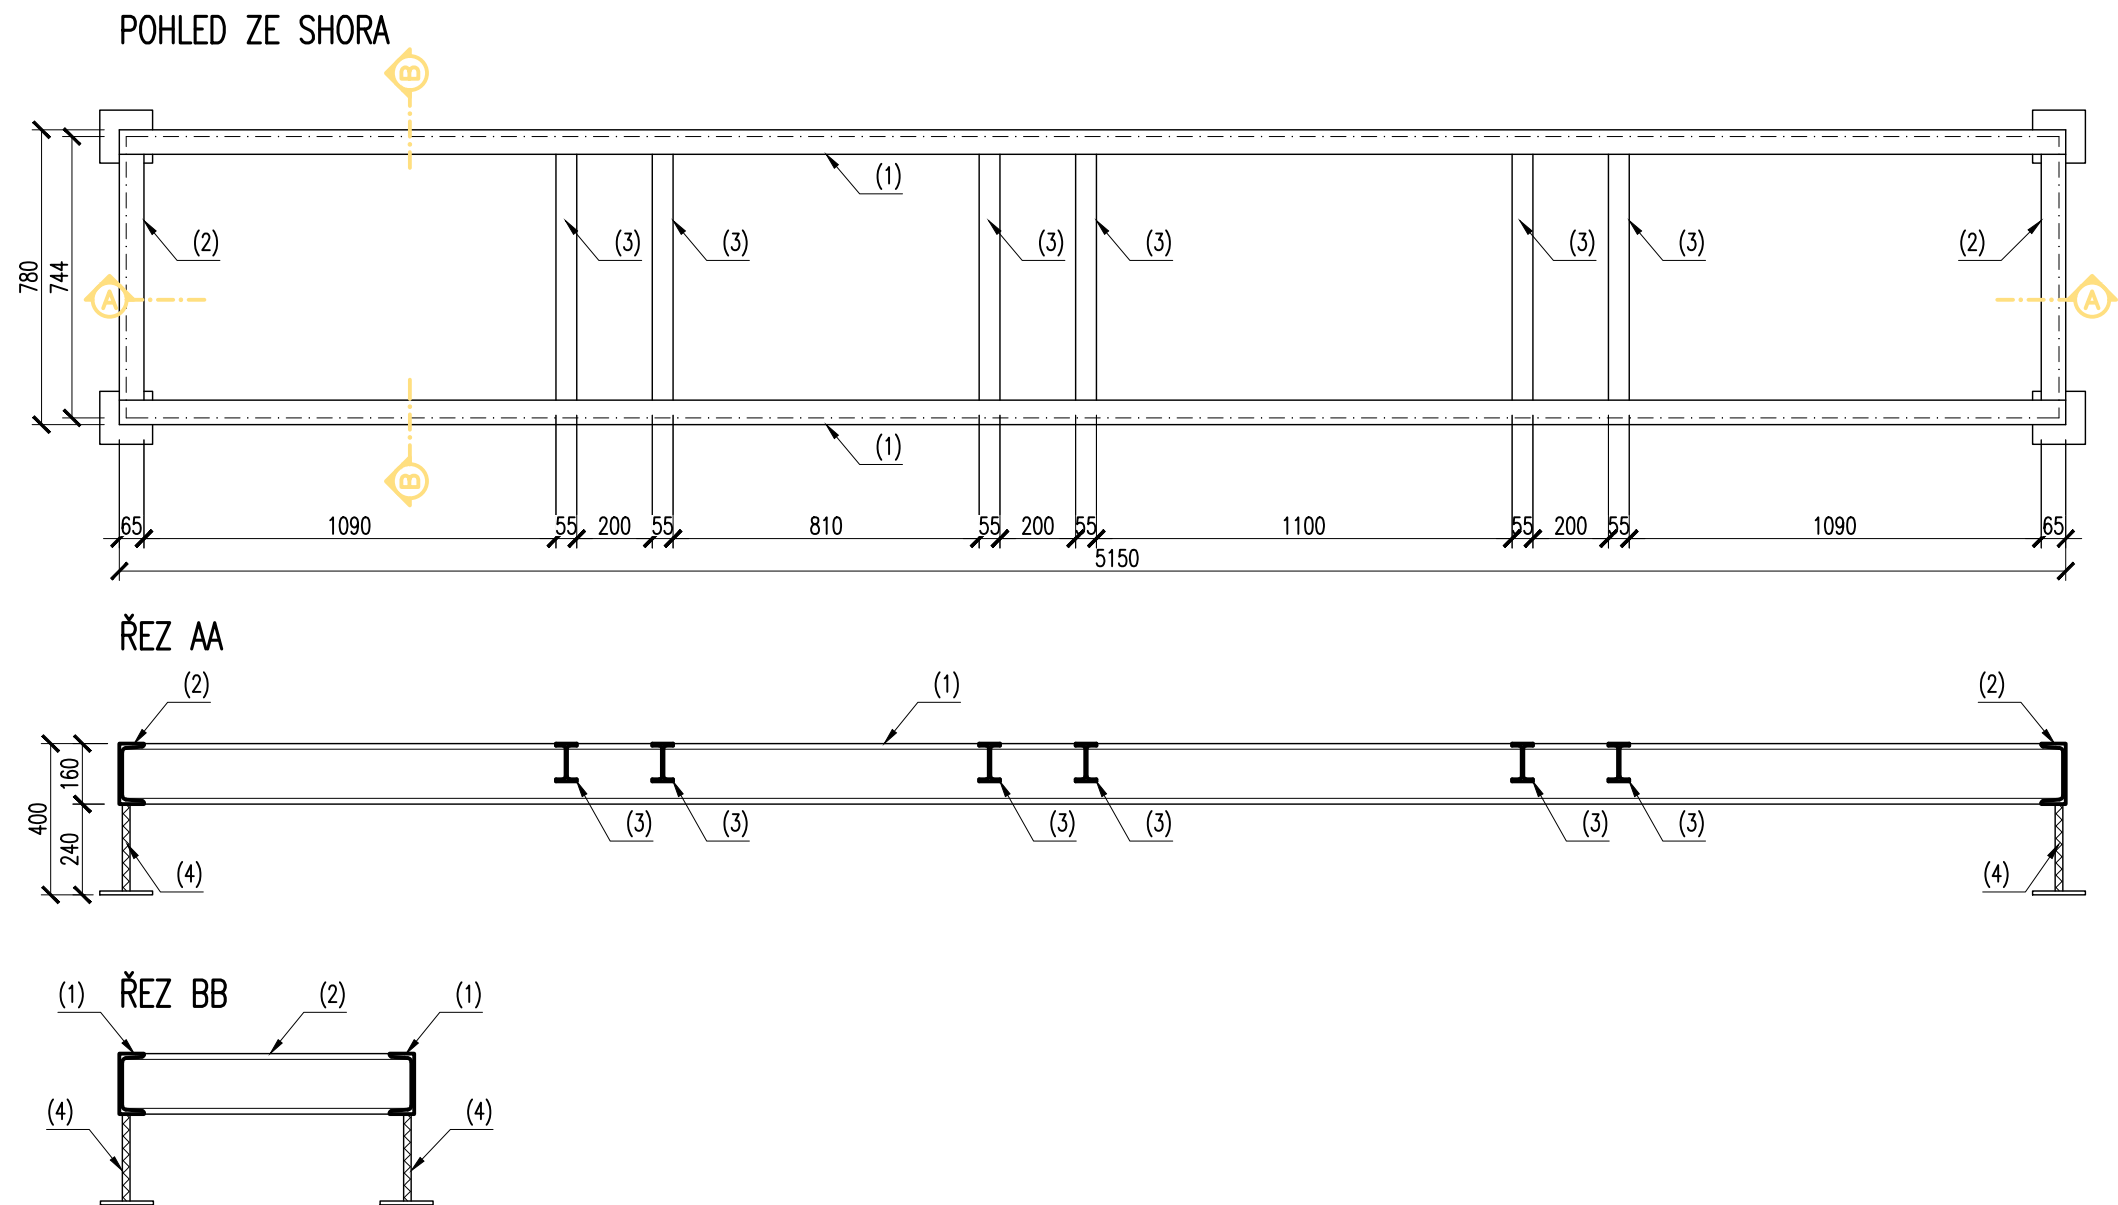 POHLED ZE SHORA
B B
(1)
(2) (3) (3) (3) (3) (3) (3) (2)
780 744
A A
(1)
65 1090 55 200 55 810 55 200 55 1100 55 200 55 1090 65
5150
ŘEZ AA
(2) (1) (2)
400 160 240
(3) (3) (3) (3) (3) (3)
(4) (4)
ŘEZ BB
(1) (2) (1)
(4) (4)